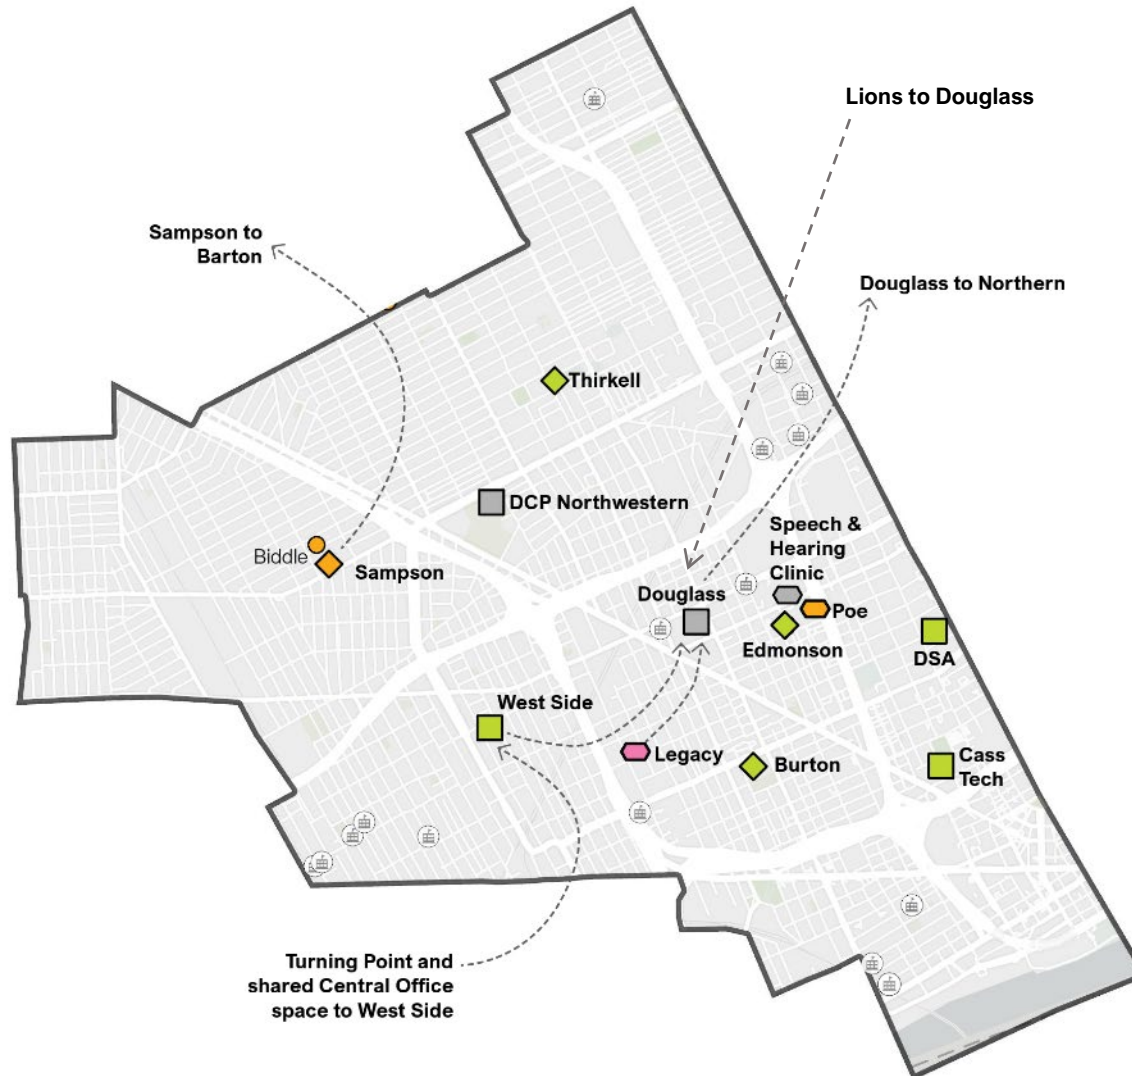 Lions to Douglass
Sampson to
Barton
Douglass to Northern
Thirkell
DCP Northwestern
Speech &
Hearing
Clinic
Biddle
Sampson
Douglass
Poe
Edmonson
DSA
West Side
Legacy
Burton
Cass
Tech
Turning Point and
shared Central Office
space to West Side